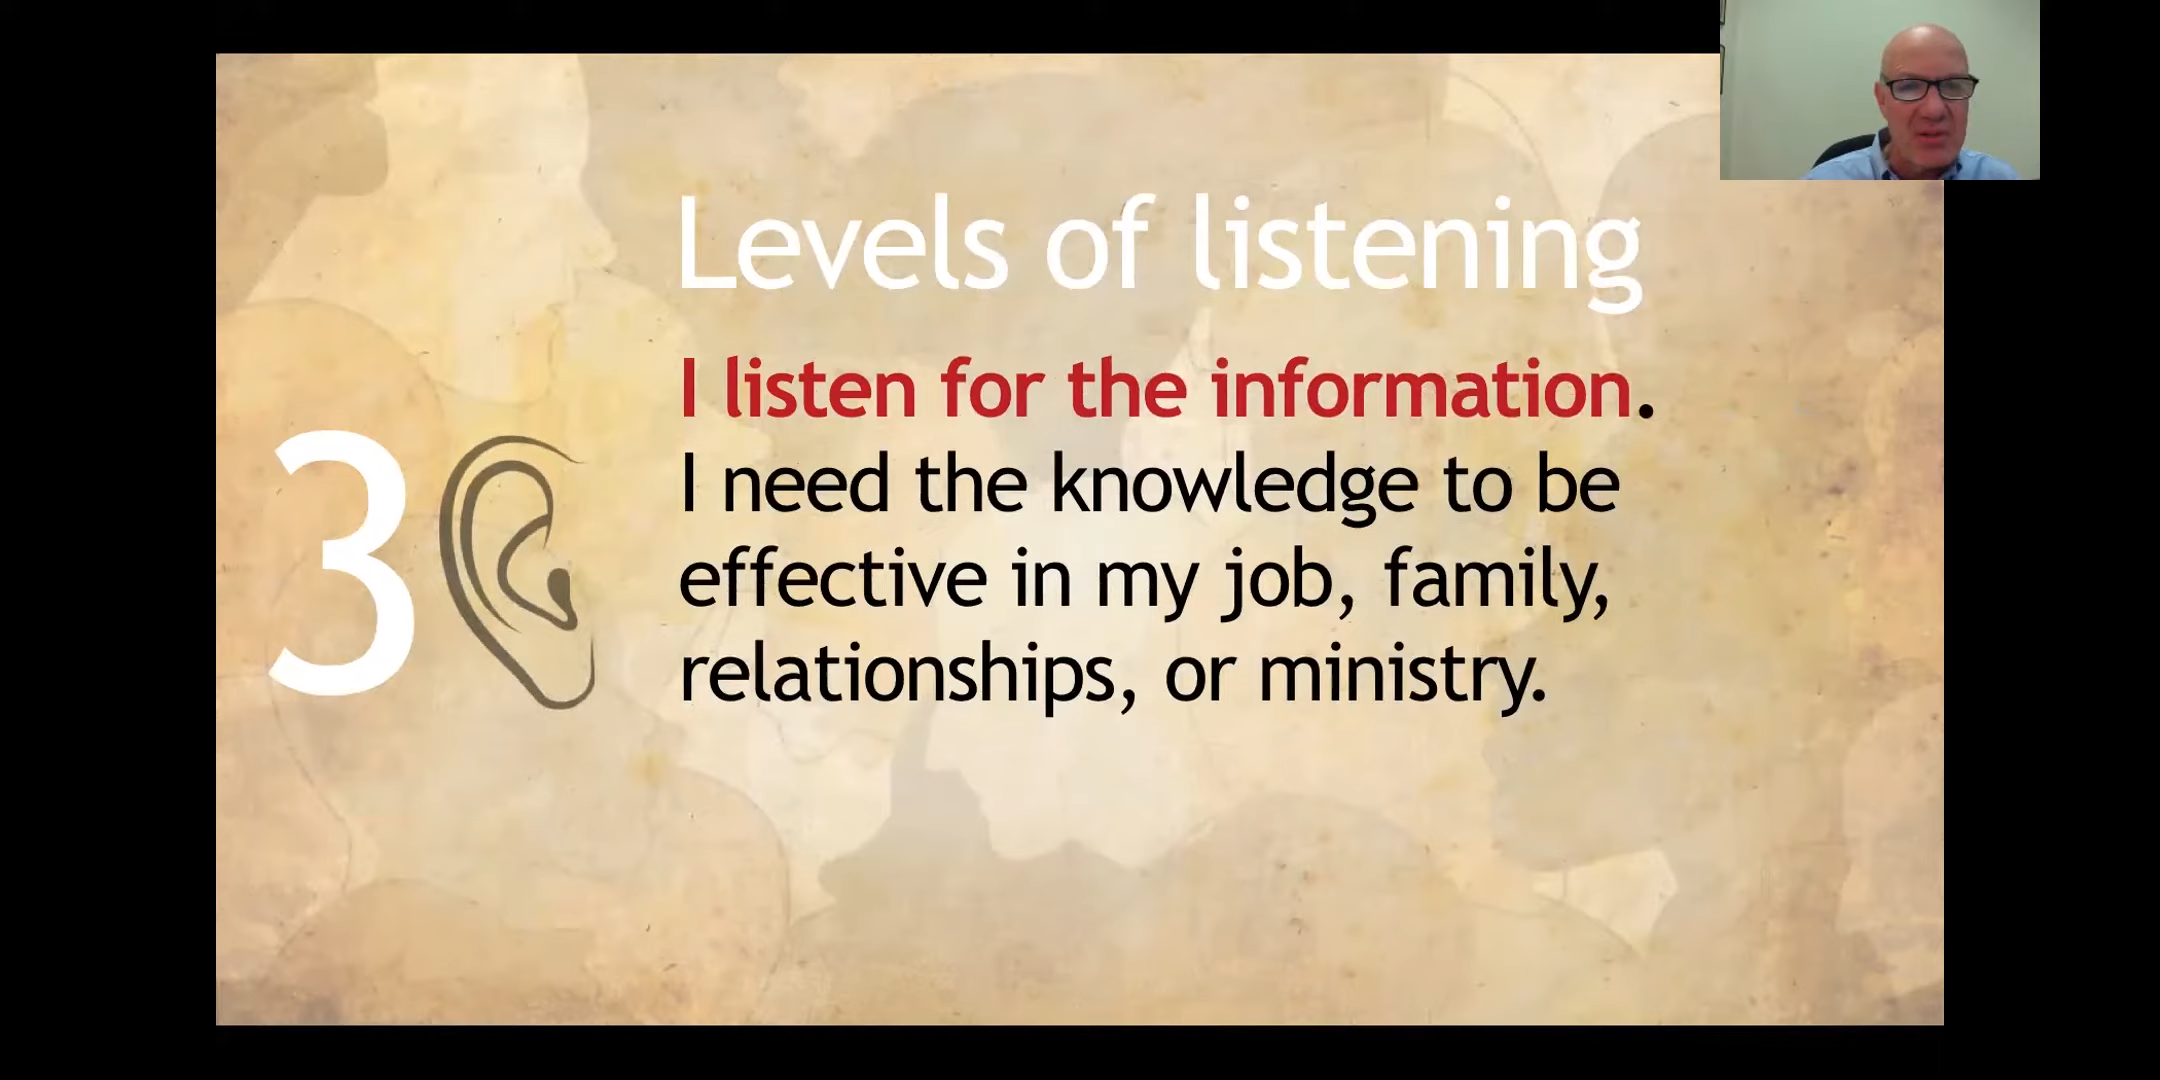 Levels of listening
3
I listen for the information.
I need the knowledge to be
effective in my job, family,
relationships, or ministry.